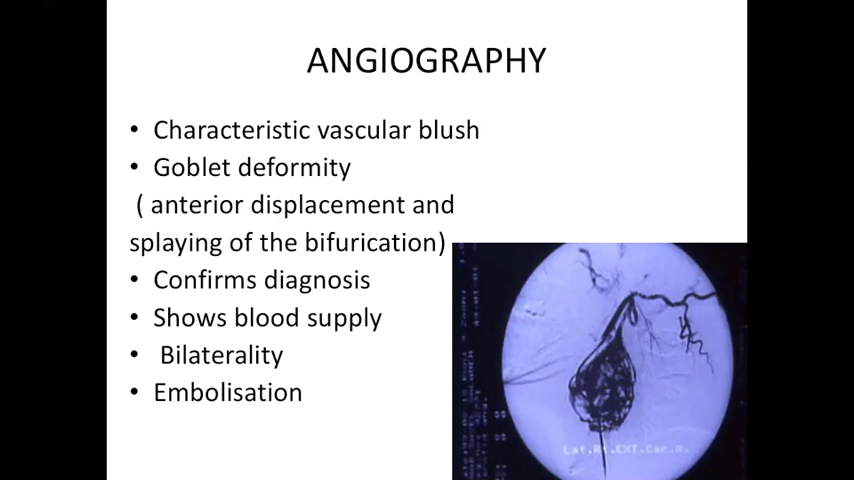 ANGIOGRAPHY
• Characteristic vascular blush
• Goblet deformity
( anterior displacement and
splaying of the bifurcation)
• Confirms diagnosis
• Shows blood supply
• Bilaterality
• Embolisation
Lat.Rt.EXT.Car.A.